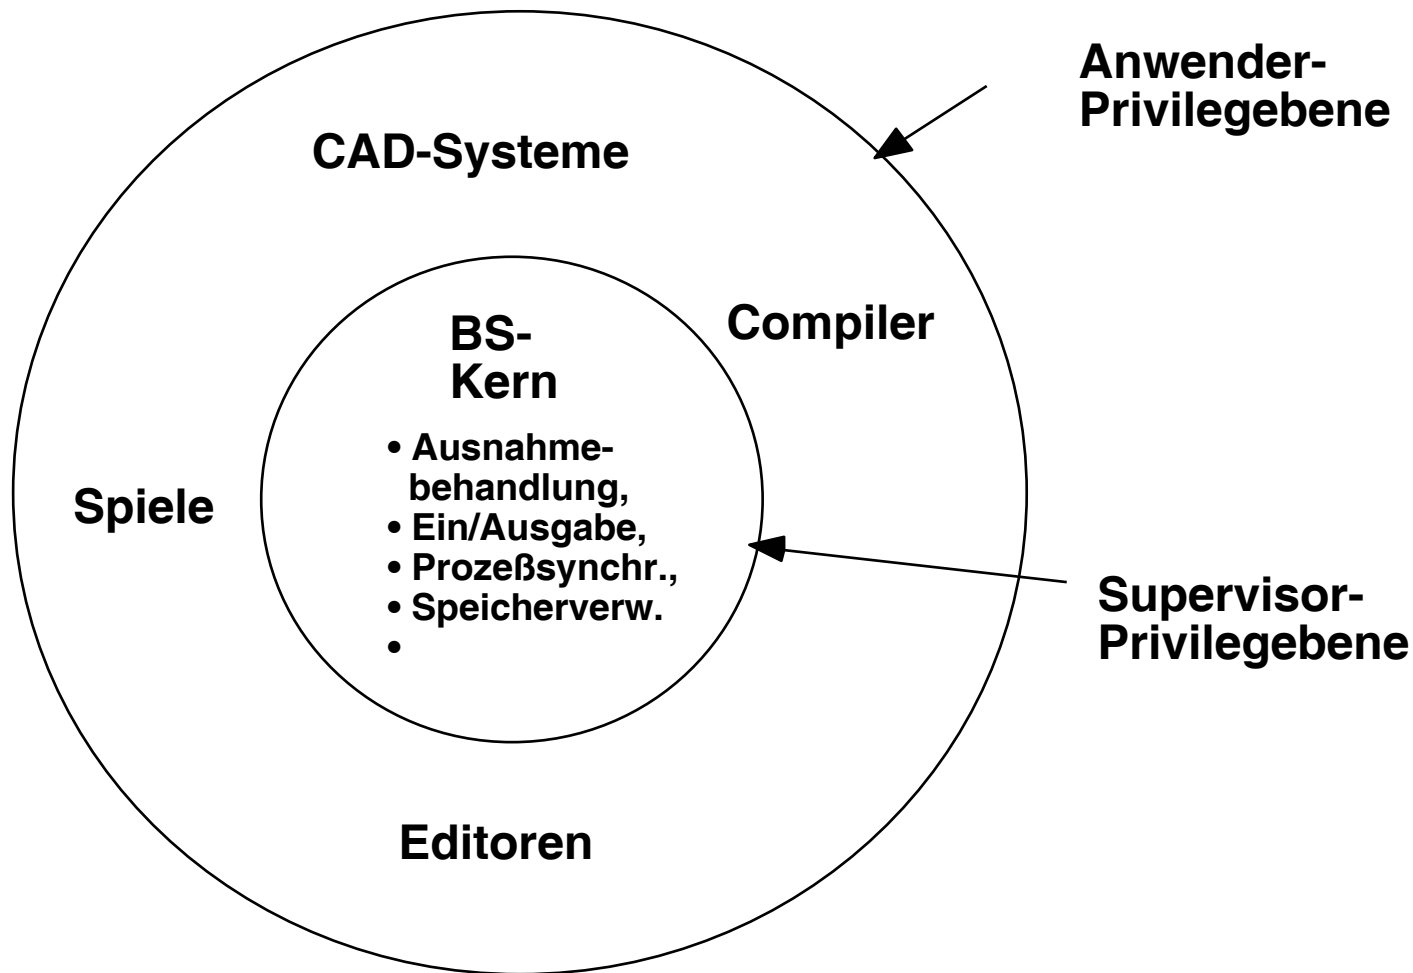 Anwender-
Privilegebene
CAD-Systeme
Compiler
BS-
Kern
• Ausnahme-
behandlung,
• Ein/Ausgabe,
• Prozeßsynchr.,
• Speicherverw.
•
Spiele
Supervisor-
Privilegebene
Editoren